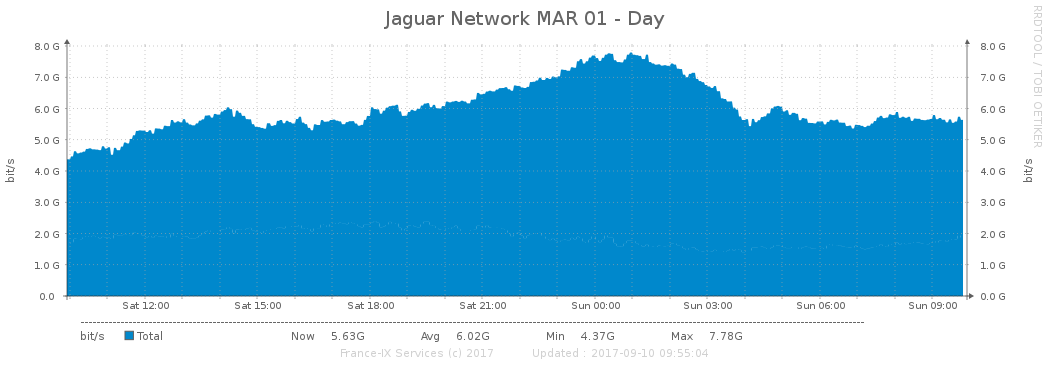 Jaguar Network MAR 01 - Day
RRDTOOL / TOBI OETIKER
8.0 G 8.0 G
7.0 G 7.0 G
6.0 G 6.0 G
5.0 G 5.0 G
4.0 G 4.0 G
3.0 G 3.0 G
2.0 G 2.0 G
1.0 G 1.0 G
0.0 0.0 G
bit/s bit/s
Sat 12:00 Sat 15:00 Sat 18:00 Sat 21:00 Sun 00:00 Sun 03:00 Sun 06:00 Sun 09:00
bit/s Total Now 5.63G Avg 6.02G Min 4.37G Max 7.78G
France-IX Services (c) 2017 Updated : 2017-09-10 09:55:04